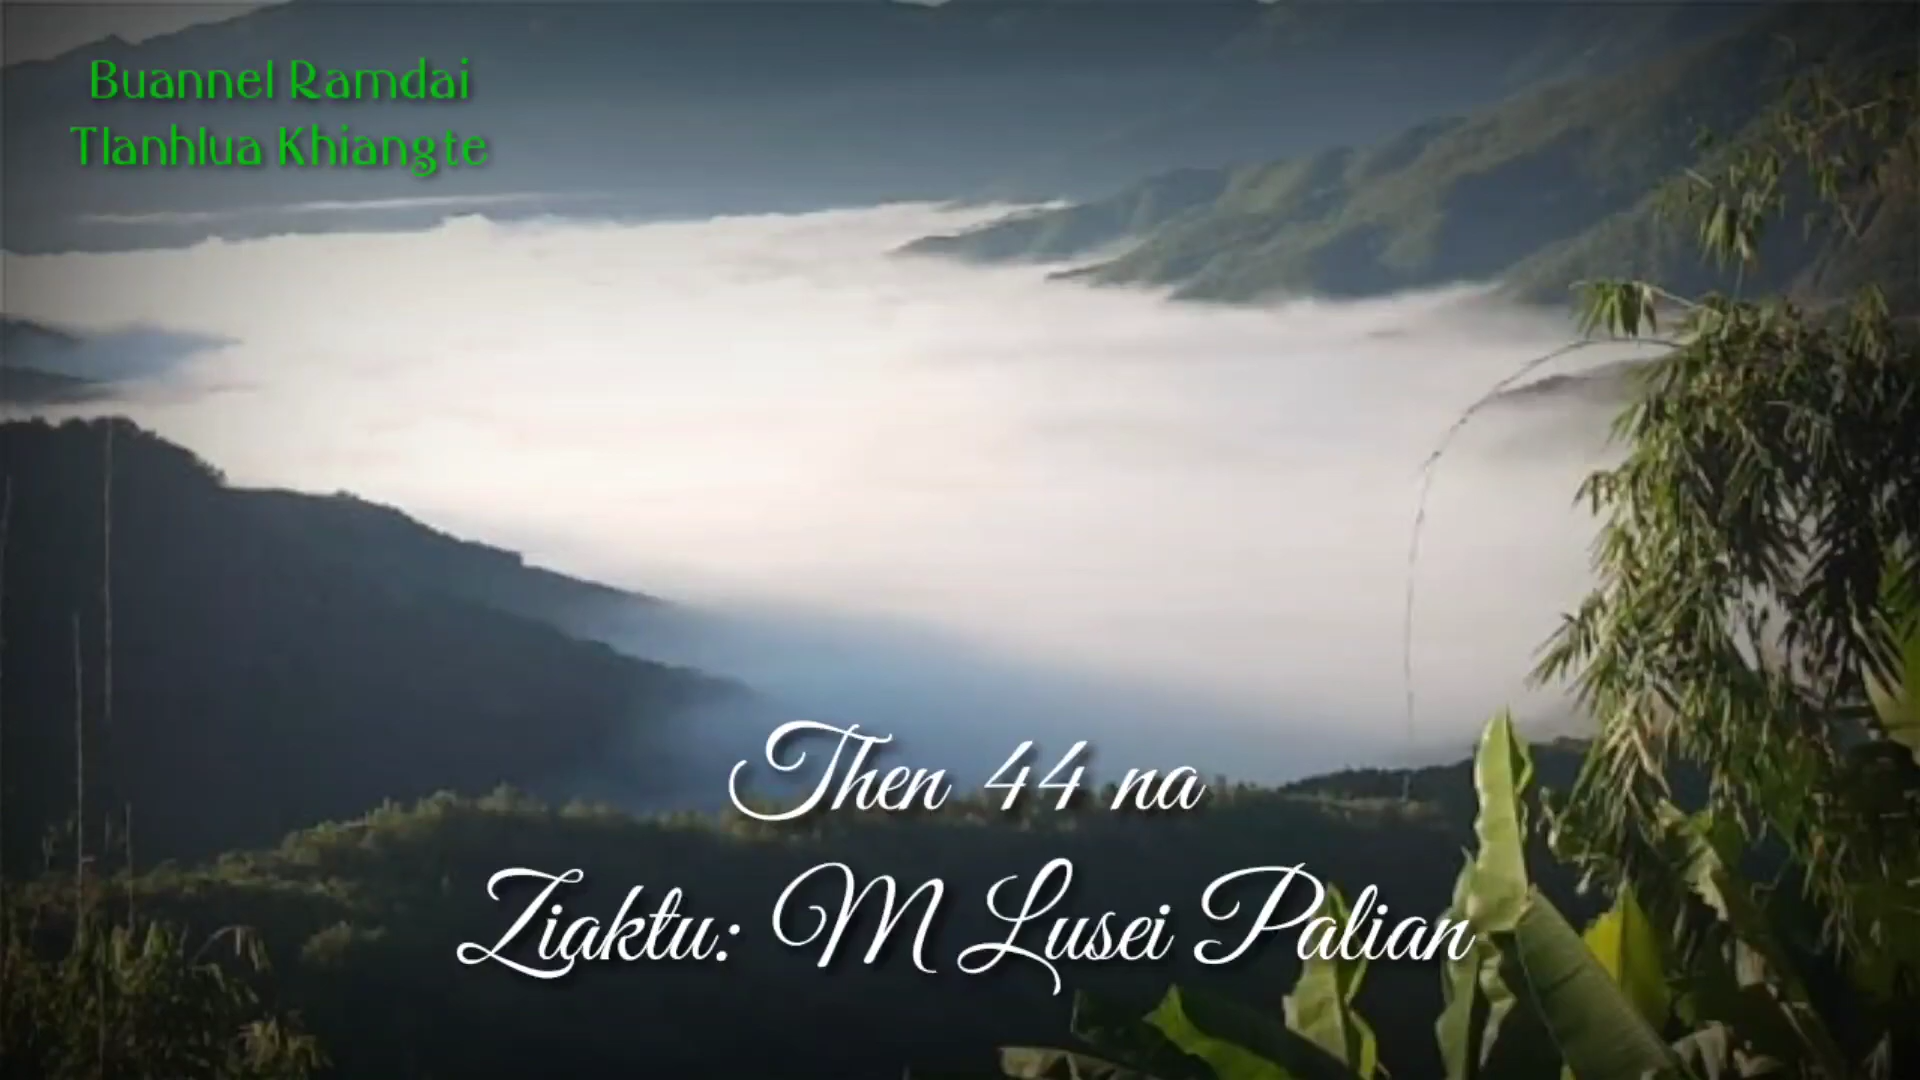 Buannel Ramdai
Tlanhlua Khiangte
Then 44 na
Ziaktu: M Lusei Palian